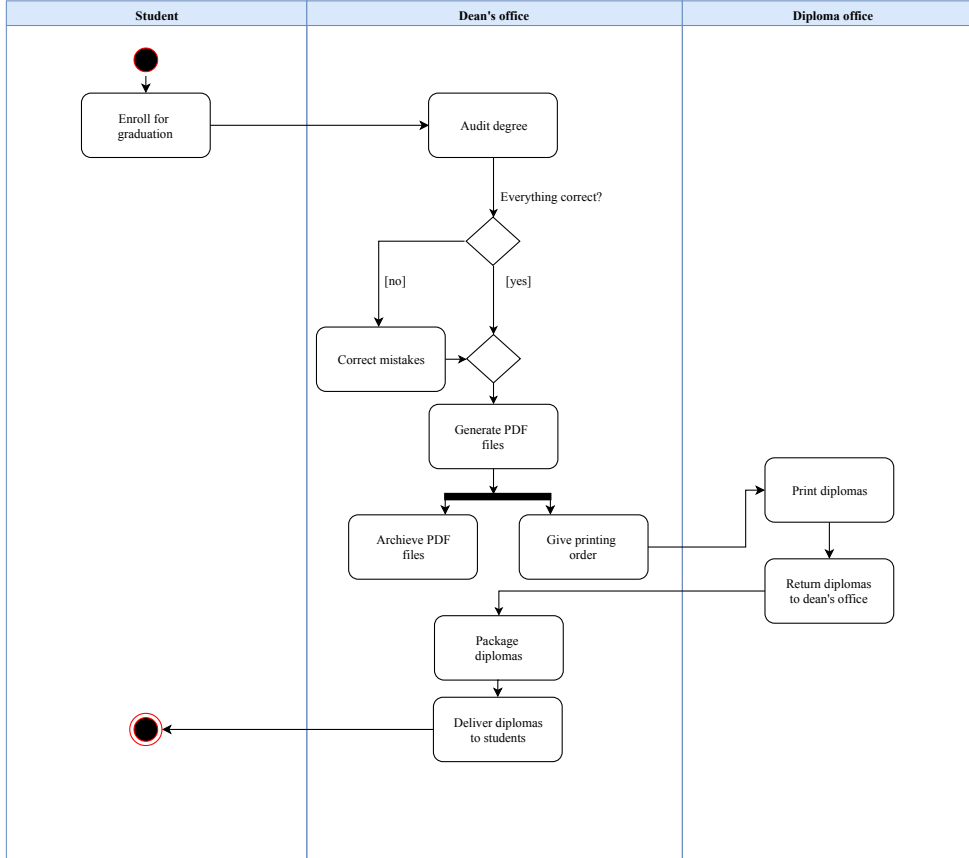 Student
Dean's office
Diploma office
Enroll for
graduation
Audit degree
Everything correct?
[no]
[yes]
Correct mistakes
Generate PDF
files
Archieve PDF
files
Give printing
order
Print diplomas
Return diplomas
to dean's office
Package
diplomas
Deliver diplomas
to students